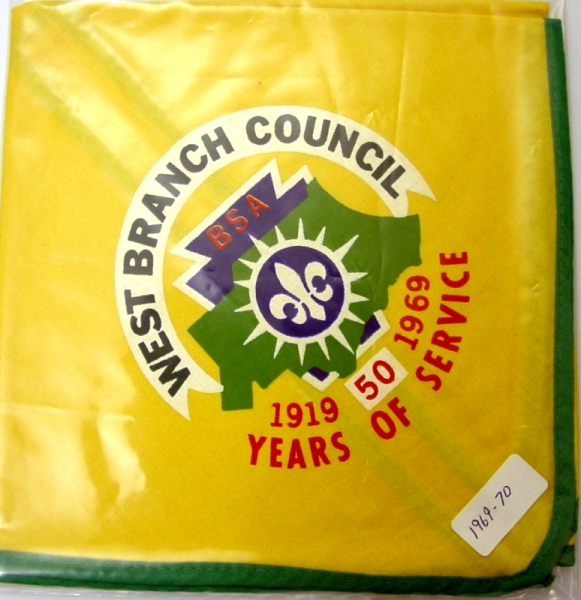 WEST BRANCH COUNCIL
BSA
1919 50 1969
YEARS OF SERVICE
1969-70